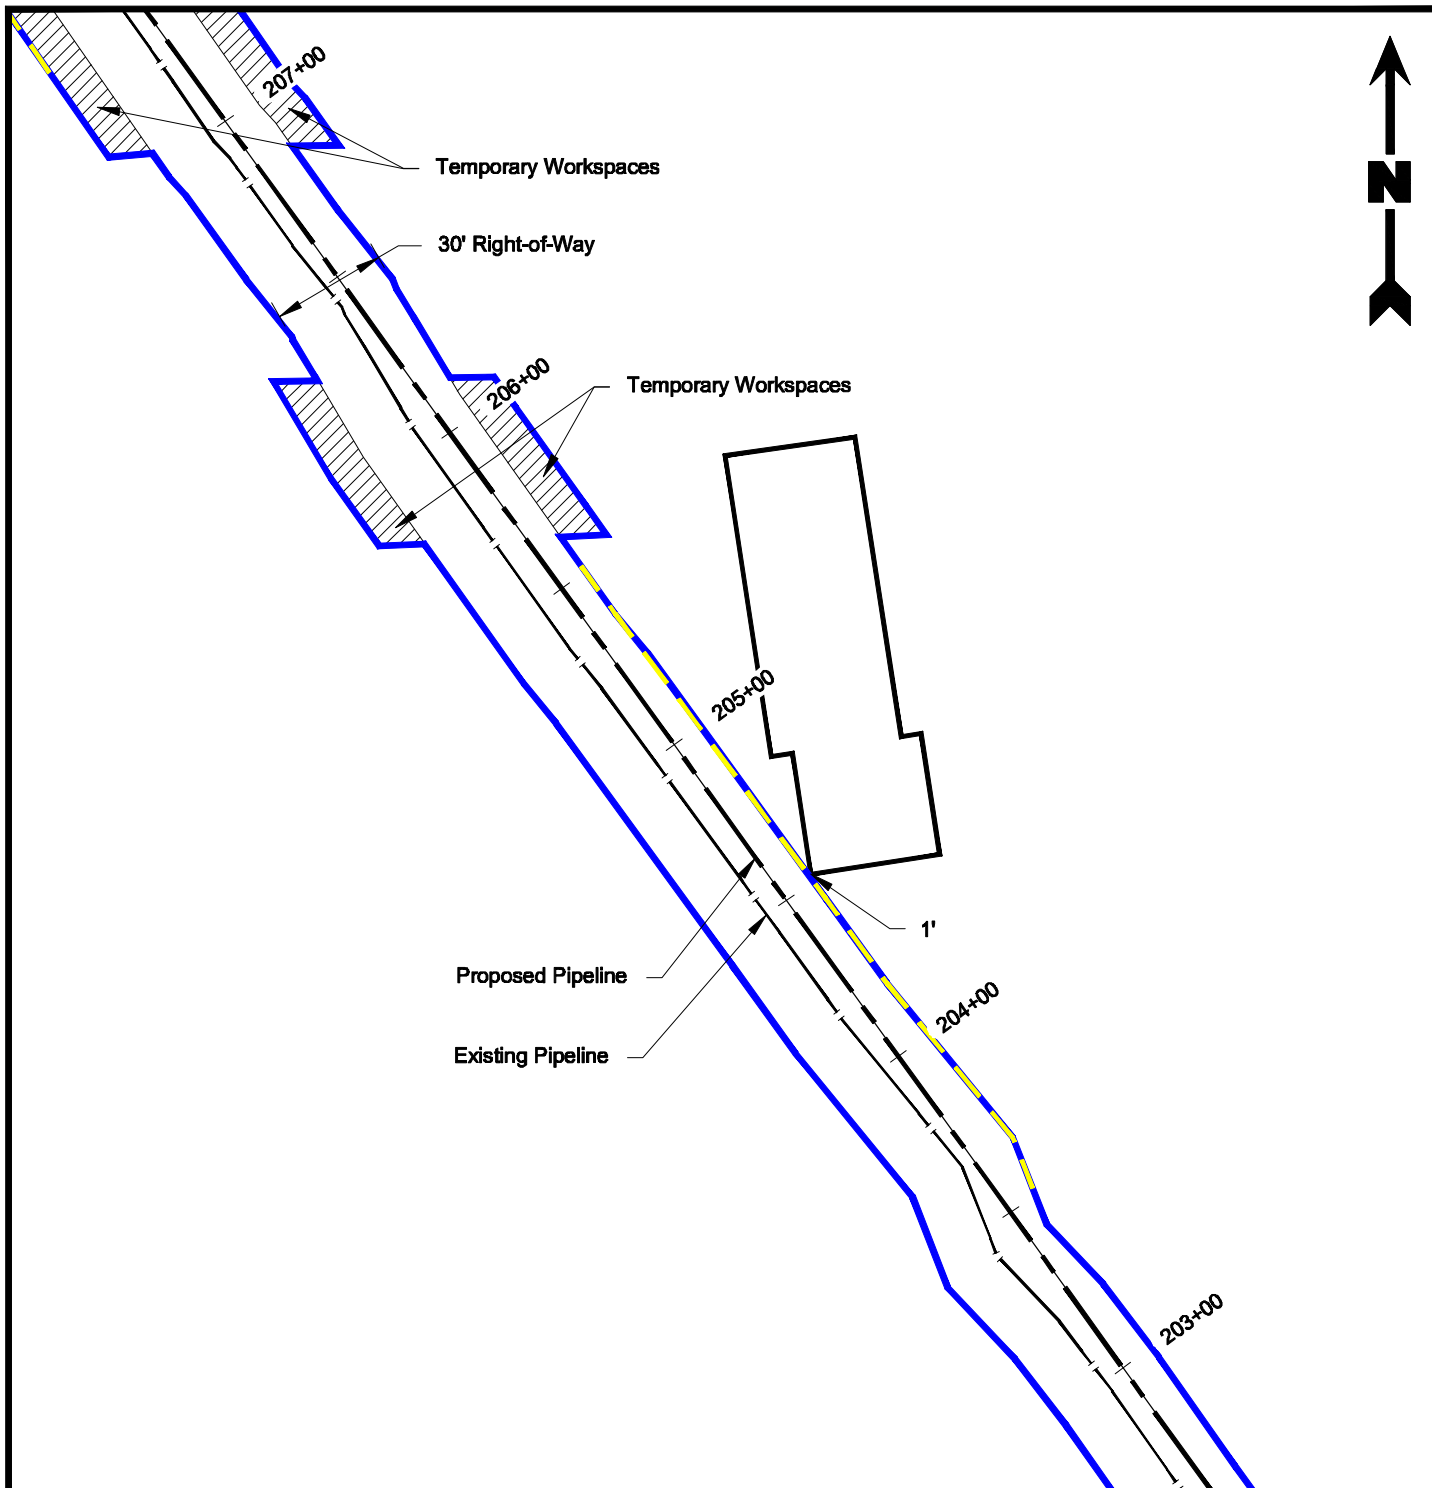 207+00
Temporary Workspaces
N
30' Right-of-Way
206+00
Temporary Workspaces
205+00
1'
Proposed Pipeline
204+00
Existing Pipeline
203+00